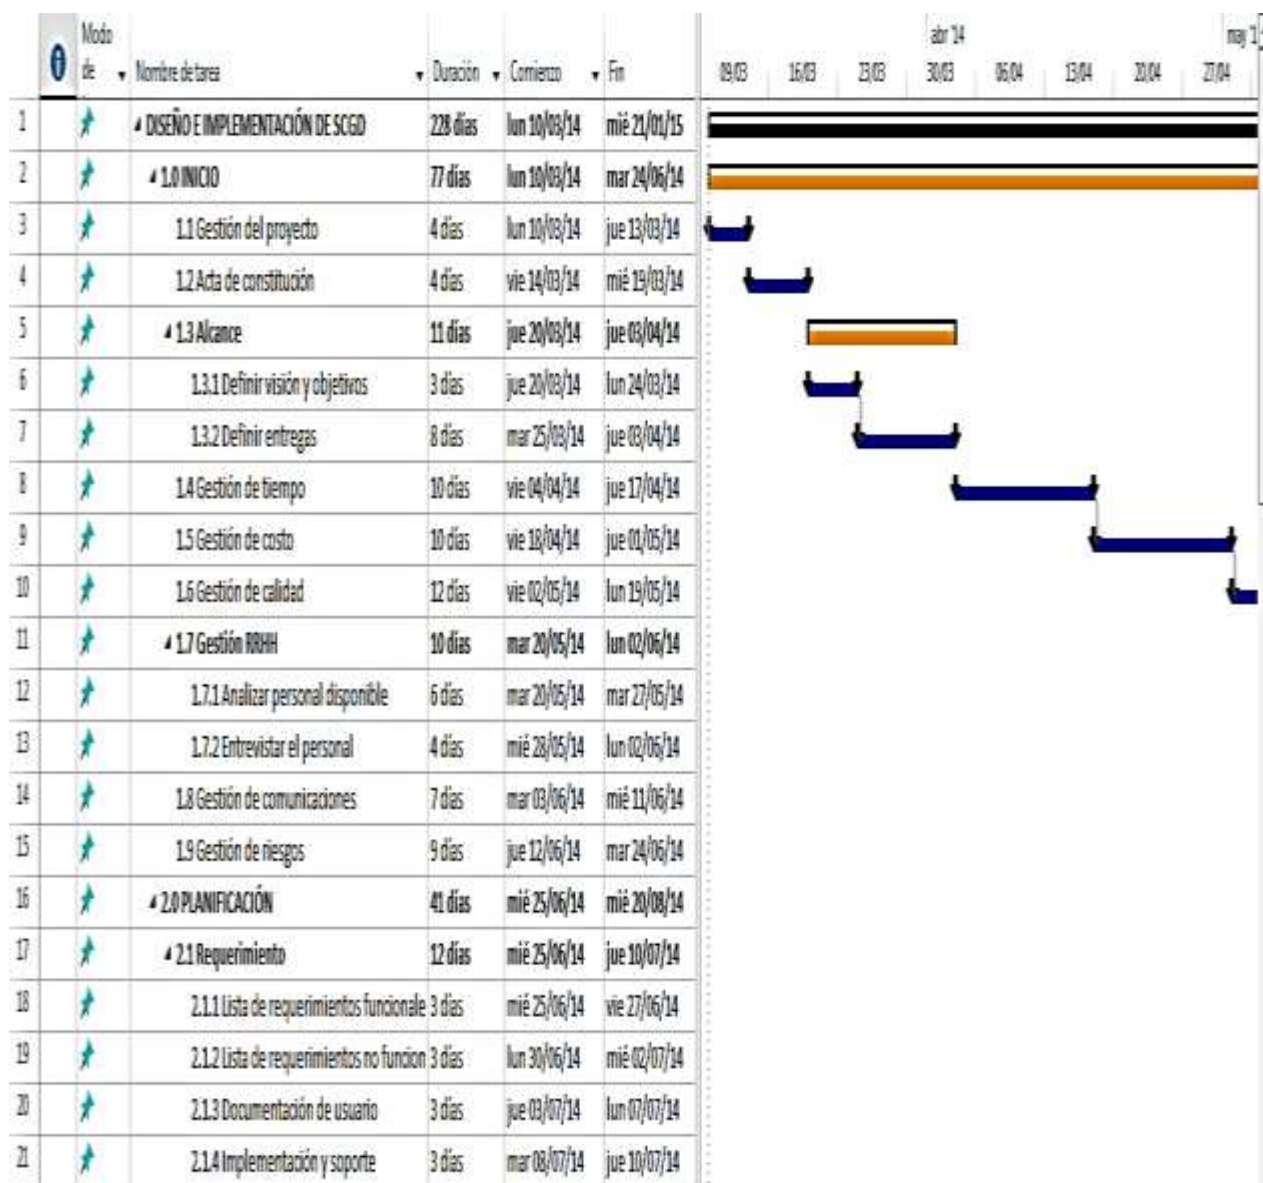 Modo
de Nombre de tarea Duración Comienzo Fin
abr '14 may '1
09/03 16/03 23/03 30/03 06/04 13/04 20/04 27/04
1 DISEÑO E IMPLEMENTACIÓN DE SCGD 228 días lun 10/03/14 mié 21/01/15
2 1.0 INICIO 77 días lun 10/03/14 mar 24/06/14
3 1.1 Gestión del proyecto 4 días lun 10/03/14 jue 13/03/14
4 1.2 Acta de constitución 4 días vie 14/03/14 mié 19/03/14
5 1.3 Alcance 11 días jue 20/03/14 jue 03/04/14
6 1.3.1 Definir visión y objetivos 3 días jue 20/03/14 lun 24/03/14
7 1.3.2 Definir entregas 8 días mar 25/03/14 jue 03/04/14
8 1.4 Gestión de tiempo 10 días vie 04/04/14 jue 17/04/14
9 1.5 Gestión de costo 10 días vie 18/04/14 jue 01/05/14
10 1.6 Gestión de calidad 12 días vie 02/05/14 lun 19/05/14
11 1.7 Gestión RRHH 10 días mar 20/05/14 lun 02/06/14
12 1.7.1 Analizar personal disponible 6 días mar 20/05/14 mar 27/05/14
13 1.7.2 Entrevistar el personal 4 días mié 28/05/14 lun 02/06/14
14 1.8 Gestión de comunicaciones 7 días mar 03/06/14 mié 11/06/14
15 1.9 Gestión de riesgos 9 días jue 12/06/14 mar 24/06/14
16 2.0 PLANIFICACIÓN 41 días mié 25/06/14 mié 20/08/14
17 2.1 Requerimiento 12 días mié 25/06/14 jue 10/07/14
18 2.1.1 Lista de requerimientos funcionale 3 días mié 25/06/14 vie 27/06/14
19 2.1.2 Lista de requerimientos no funcion 3 días lun 30/06/14 mié 02/07/14
20 2.1.3 Documentación de usuario 3 días jue 03/07/14 lun 07/07/14
21 2.1.4 Implementación y soporte 3 días mar 08/07/14 jue 10/07/14